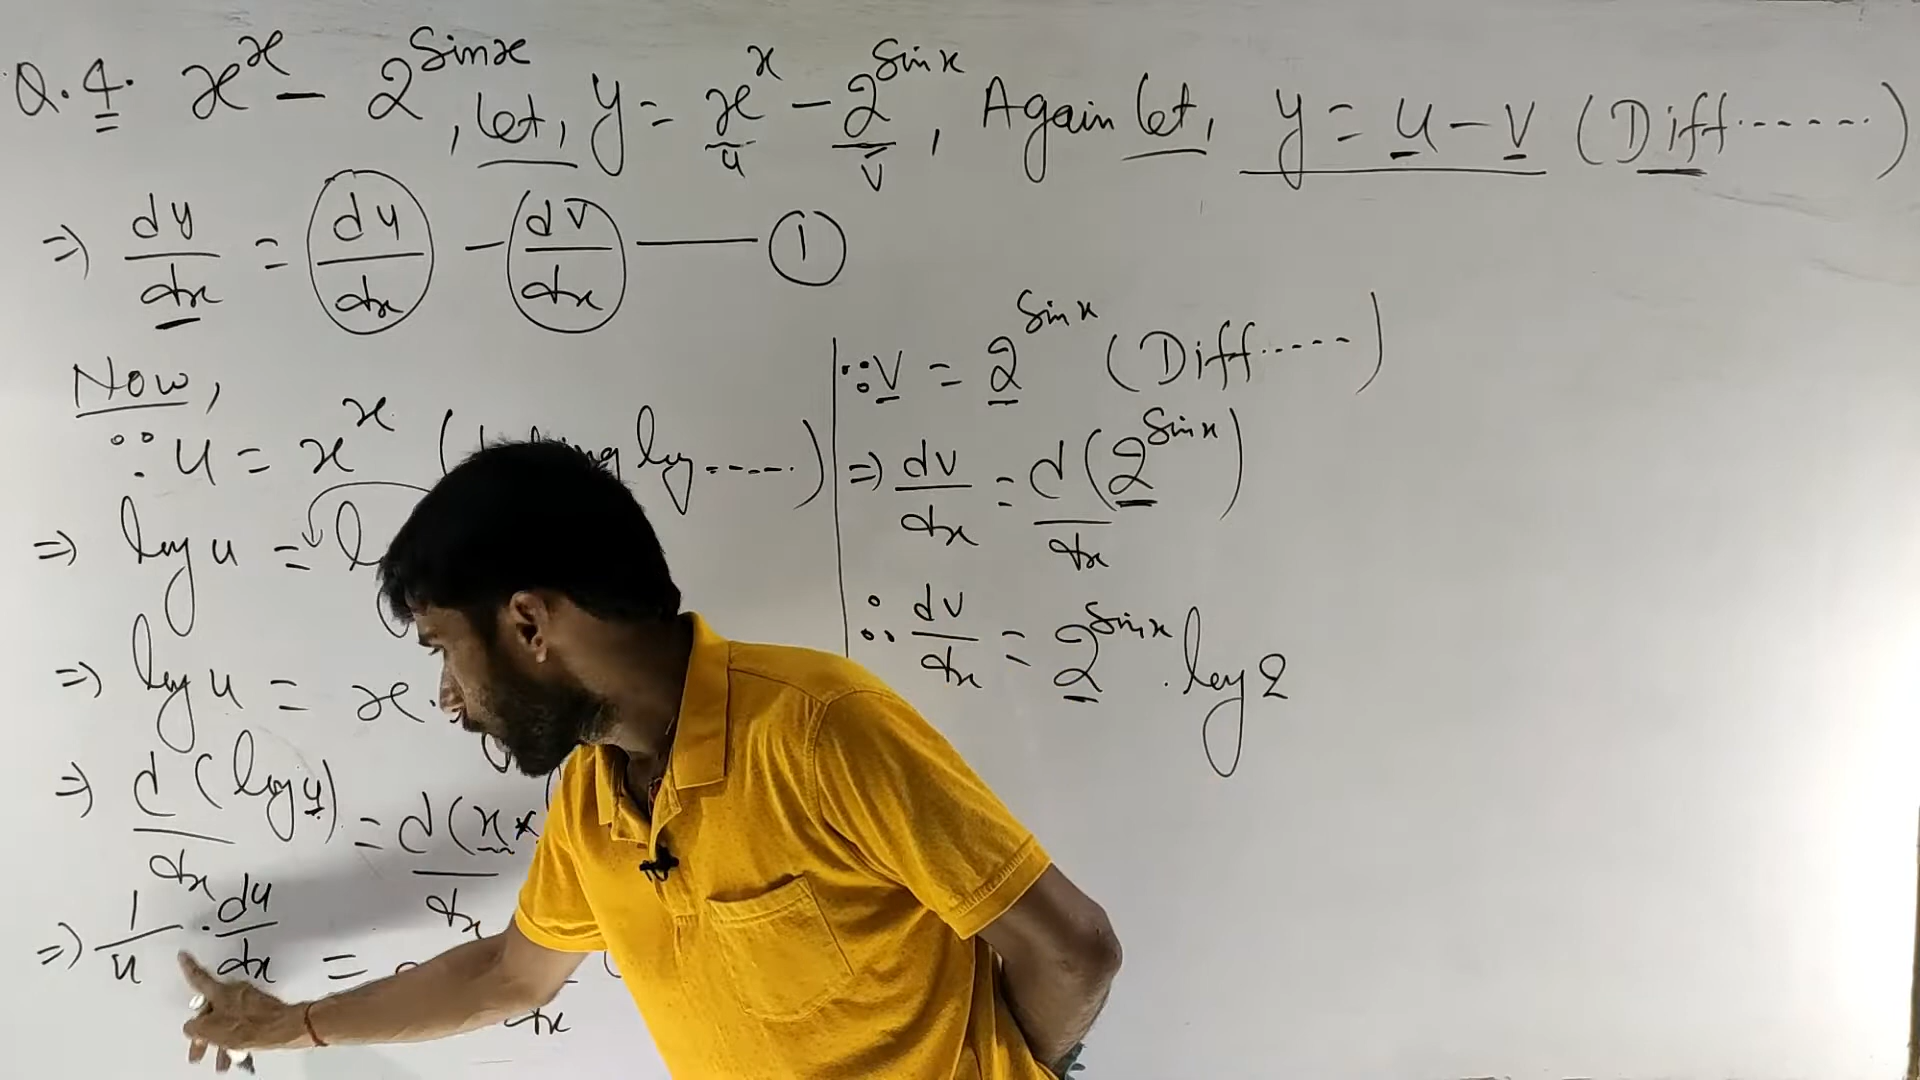 Q.4. x^x - 2^Sinx, let, y = x^x - 2^Sinx, Again let, y = u - v (Diff......)
u v
=> dy/dx = du/dx - dv/dx ——— ①
Now,
∵ u = x^x ( log.....)
=> log u =
=> log u = x.
=> d/dx (log u) = d/dx (x ×
=> 1/u . du/dx =
∵ v = 2^Sinx (Diff.....)
=> dv/dx = d/dx (2^Sinx)
∴ dv/dx = 2^Sinx . log 2